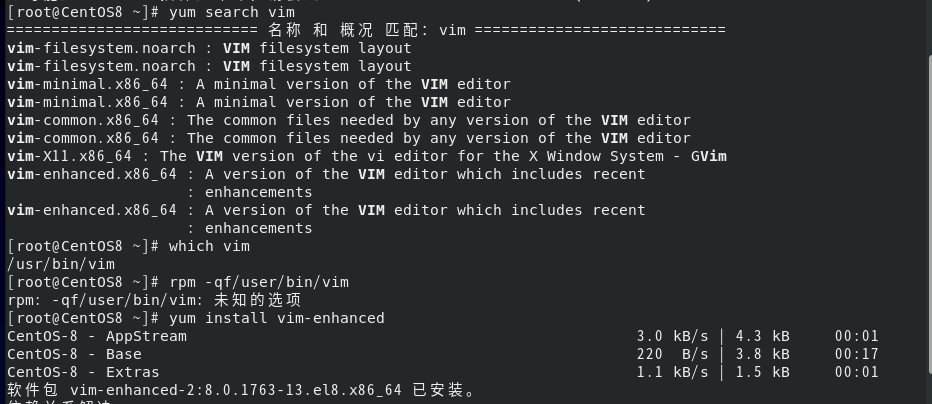 [root@CentOS8 ~]# yum search vim
============================ 名称 和 概况 匹配: vim ============================
vim-filesystem.noarch : VIM filesystem layout
vim-filesystem.noarch : VIM filesystem layout
vim-minimal.x86_64 : A minimal version of the VIM editor
vim-minimal.x86_64 : A minimal version of the VIM editor
vim-common.x86_64 : The common files needed by any version of the VIM editor
vim-common.x86_64 : The common files needed by any version of the VIM editor
vim-X11.x86_64 : The VIM version of the vi editor for the X Window System - GVim
vim-enhanced.x86_64 : A version of the VIM editor which includes recent
                    : enhancements
vim-enhanced.x86_64 : A version of the VIM editor which includes recent
                    : enhancements
[root@CentOS8 ~]# which vim
/usr/bin/vim
[root@CentOS8 ~]# rpm -qf/user/bin/vim
rpm: -qf/user/bin/vim: 未知的选项
[root@CentOS8 ~]# yum install vim-enhanced
CentOS-8 - AppStream                                                  3.0 kB/s | 4.3 kB     00:01
CentOS-8 - Base                                                       220  B/s | 3.8 kB     00:17
CentOS-8 - Extras                                                     1.1 kB/s | 1.5 kB     00:01
软件包 vim-enhanced-2:8.0.1763-13.el8.x86_64 已安装。